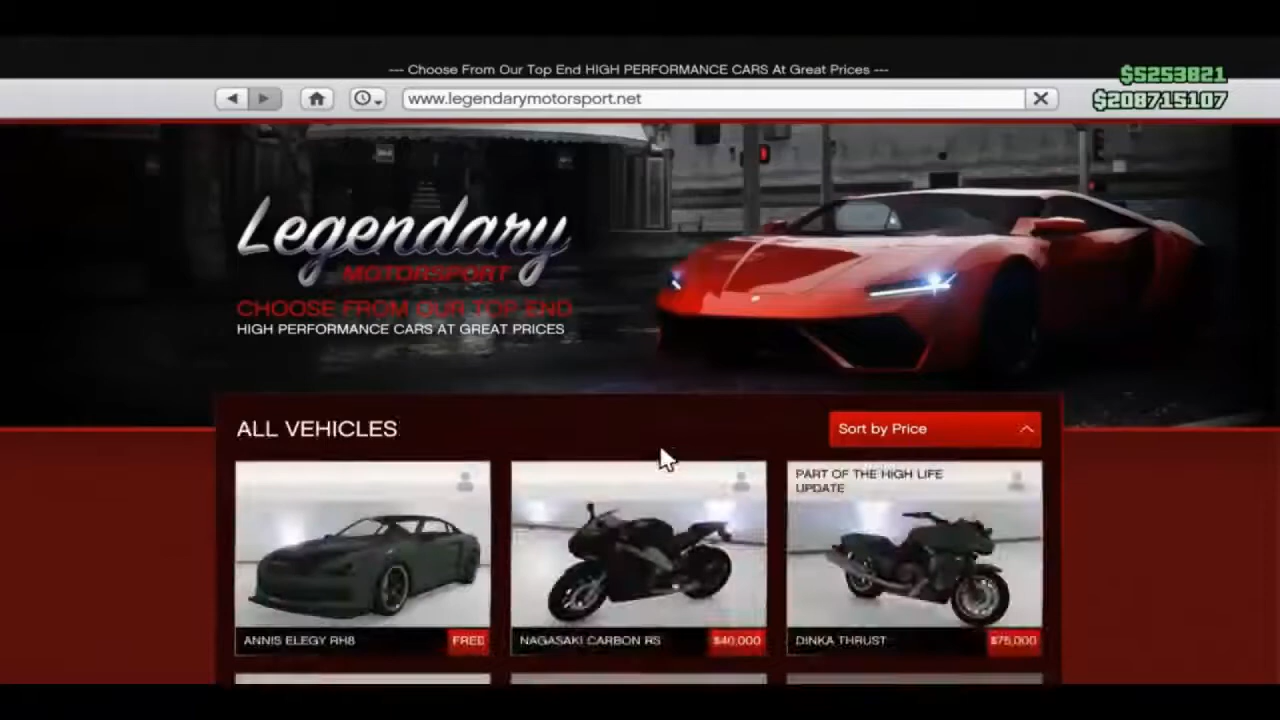 --- Choose From Our Top End HIGH PERFORMANCE CARS At Great Prices ---
$5253821
www.legendarymotorsport.net
$208715107
Legendary
MOTORSPORT
CHOOSE FROM OUR TOP END
HIGH PERFORMANCE CARS AT GREAT PRICES
ALL VEHICLES
Sort by Price
PART OF THE HIGH LIFE
UPDATE
ANNIS ELEGY RH8
FREE
NAGASAKI CARBON RS
$40,000
DINKA THRUST
$75,000